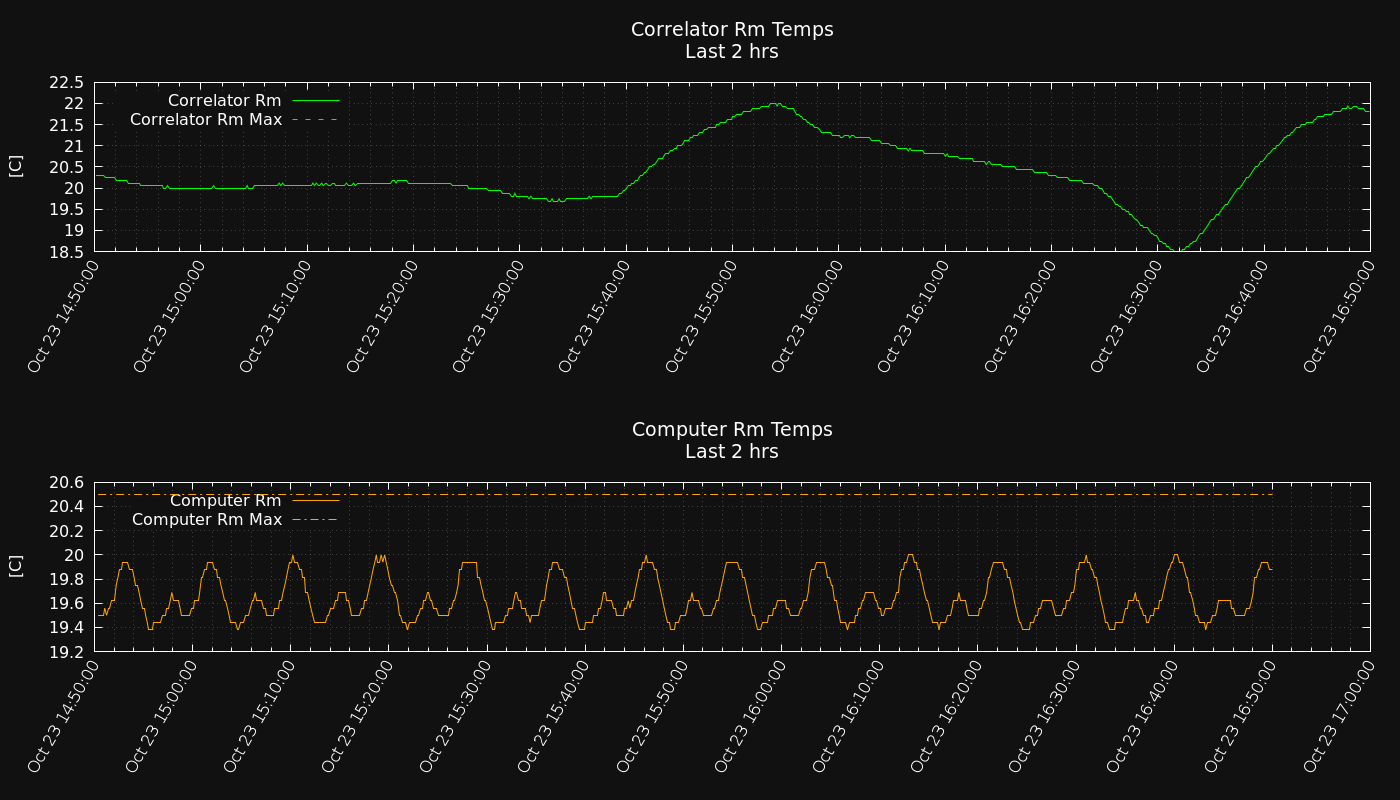 Correlator Rm Temps
Last 2 hrs
22.5
22
21.5
21
20.5
20
19.5
19
18.5
[C]
Correlator Rm
Correlator Rm Max
Oct 23 14:50:00
Oct 23 15:00:00
Oct 23 15:10:00
Oct 23 15:20:00
Oct 23 15:30:00
Oct 23 15:40:00
Oct 23 15:50:00
Oct 23 16:00:00
Oct 23 16:10:00
Oct 23 16:20:00
Oct 23 16:30:00
Oct 23 16:40:00
Oct 23 16:50:00
Computer Rm Temps
Last 2 hrs
20.6
20.4
20.2
20
19.8
19.6
19.4
19.2
[C]
Computer Rm
Computer Rm Max
Oct 23 14:50:00
Oct 23 15:00:00
Oct 23 15:10:00
Oct 23 15:20:00
Oct 23 15:30:00
Oct 23 15:40:00
Oct 23 15:50:00
Oct 23 16:00:00
Oct 23 16:10:00
Oct 23 16:20:00
Oct 23 16:30:00
Oct 23 16:40:00
Oct 23 16:50:00
Oct 23 17:00:00